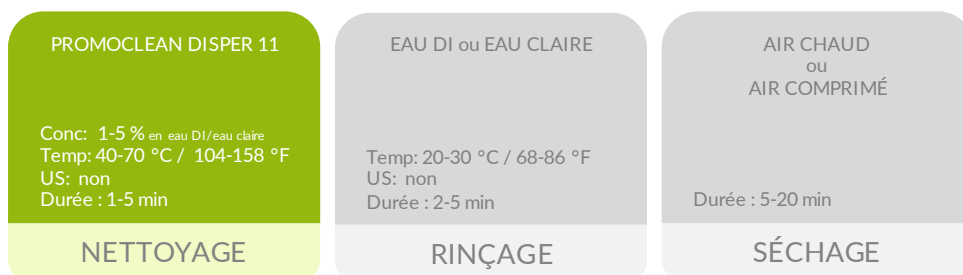 PROMOCLEAN DISPER 11
Conc: 1-5 % en eau DI/eau claire
Temp: 40-70 °C / 104-158 °F
US: non
Durée : 1-5 min
NETTOYAGE
EAU DI ou EAU CLAIRE
Temp: 20-30 °C / 68-86 °F
US: non
Durée : 2-5 min
RINÇAGE
AIR CHAUD
ou
AIR COMPRIMÉ
Durée : 5-20 min
SÉCHAGE